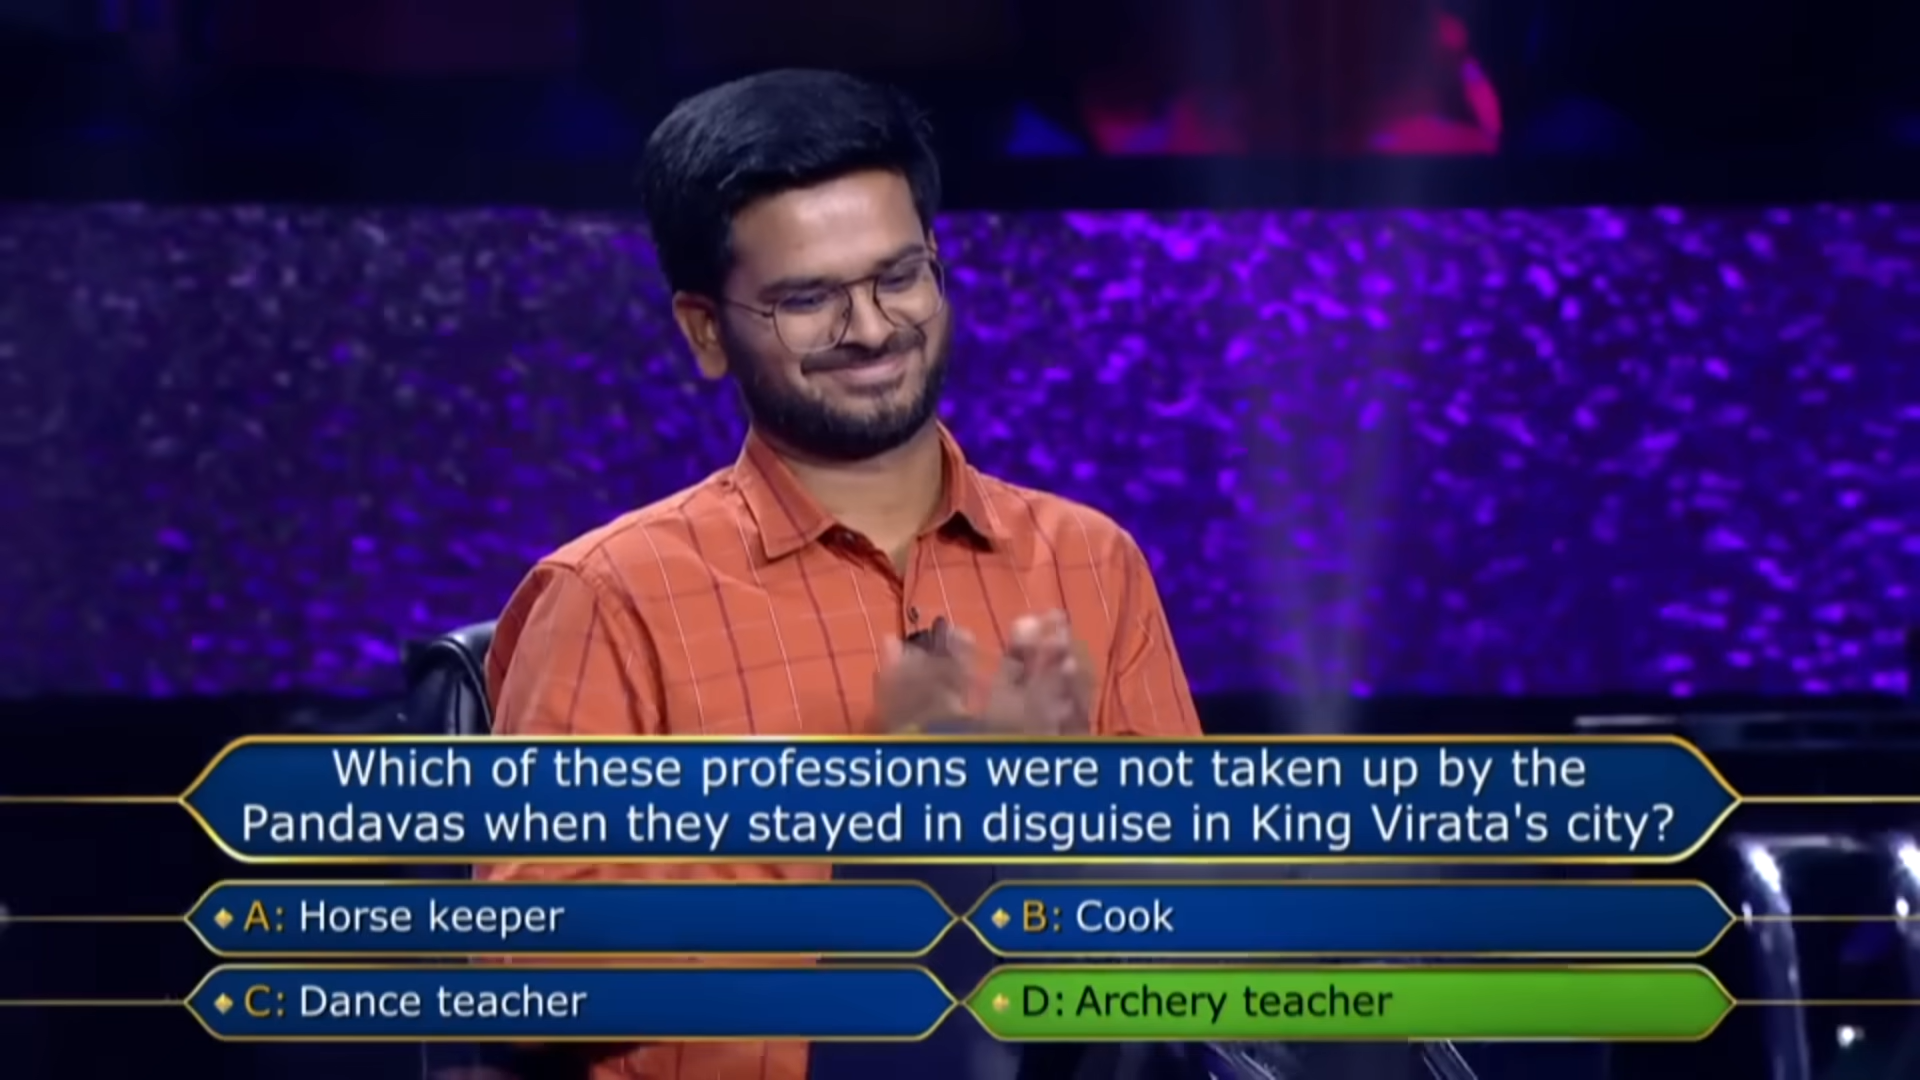 Which of these professions were not taken up by the
Pandavas when they stayed in disguise in King Virata's city?
A: Horse keeper
B: Cook
C: Dance teacher
D: Archery teacher